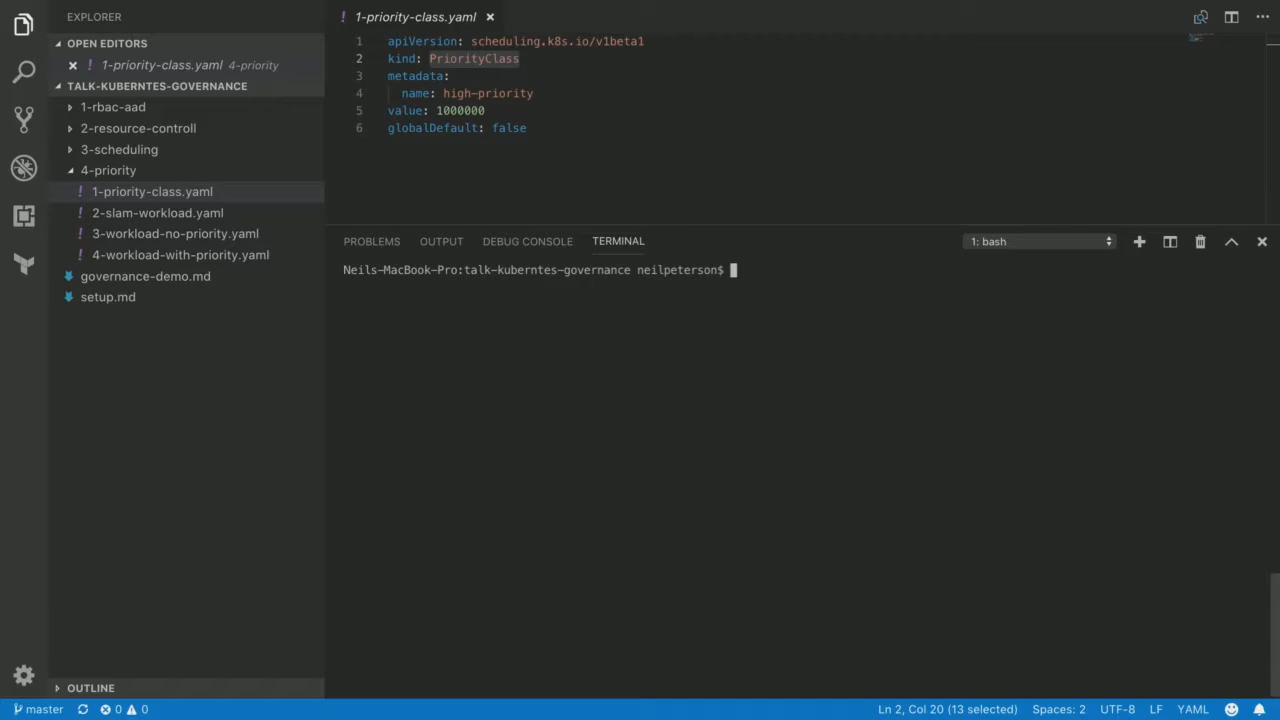 EXPLORER
OPEN EDITORS
1-priority-class.yaml 4-priority
TALK-KUBERNTES-GOVERNANCE
1-rbac-aad
2-resource-controll
3-scheduling
4-priority
! 1-priority-class.yaml
! 2-slam-workload.yaml
! 3-workload-no-priority.yaml
! 4-workload-with-priority.yaml
governance-demo.md
setup.md
OUTLINE
! 1-priority-class.yaml
1 apiVersion: scheduling.k8s.io/v1beta1
2 kind: PriorityClass
3 metadata:
4 name: high-priority
5 value: 1000000
6 globalDefault: false
PROBLEMS OUTPUT DEBUG CONSOLE TERMINAL 1: bash
Neils-MacBook-Pro:talk-kuberntes-governance neilpeterson$
master 0 0 Ln 2, Col 20 (13 selected) Spaces: 2 UTF-8 LF YAML